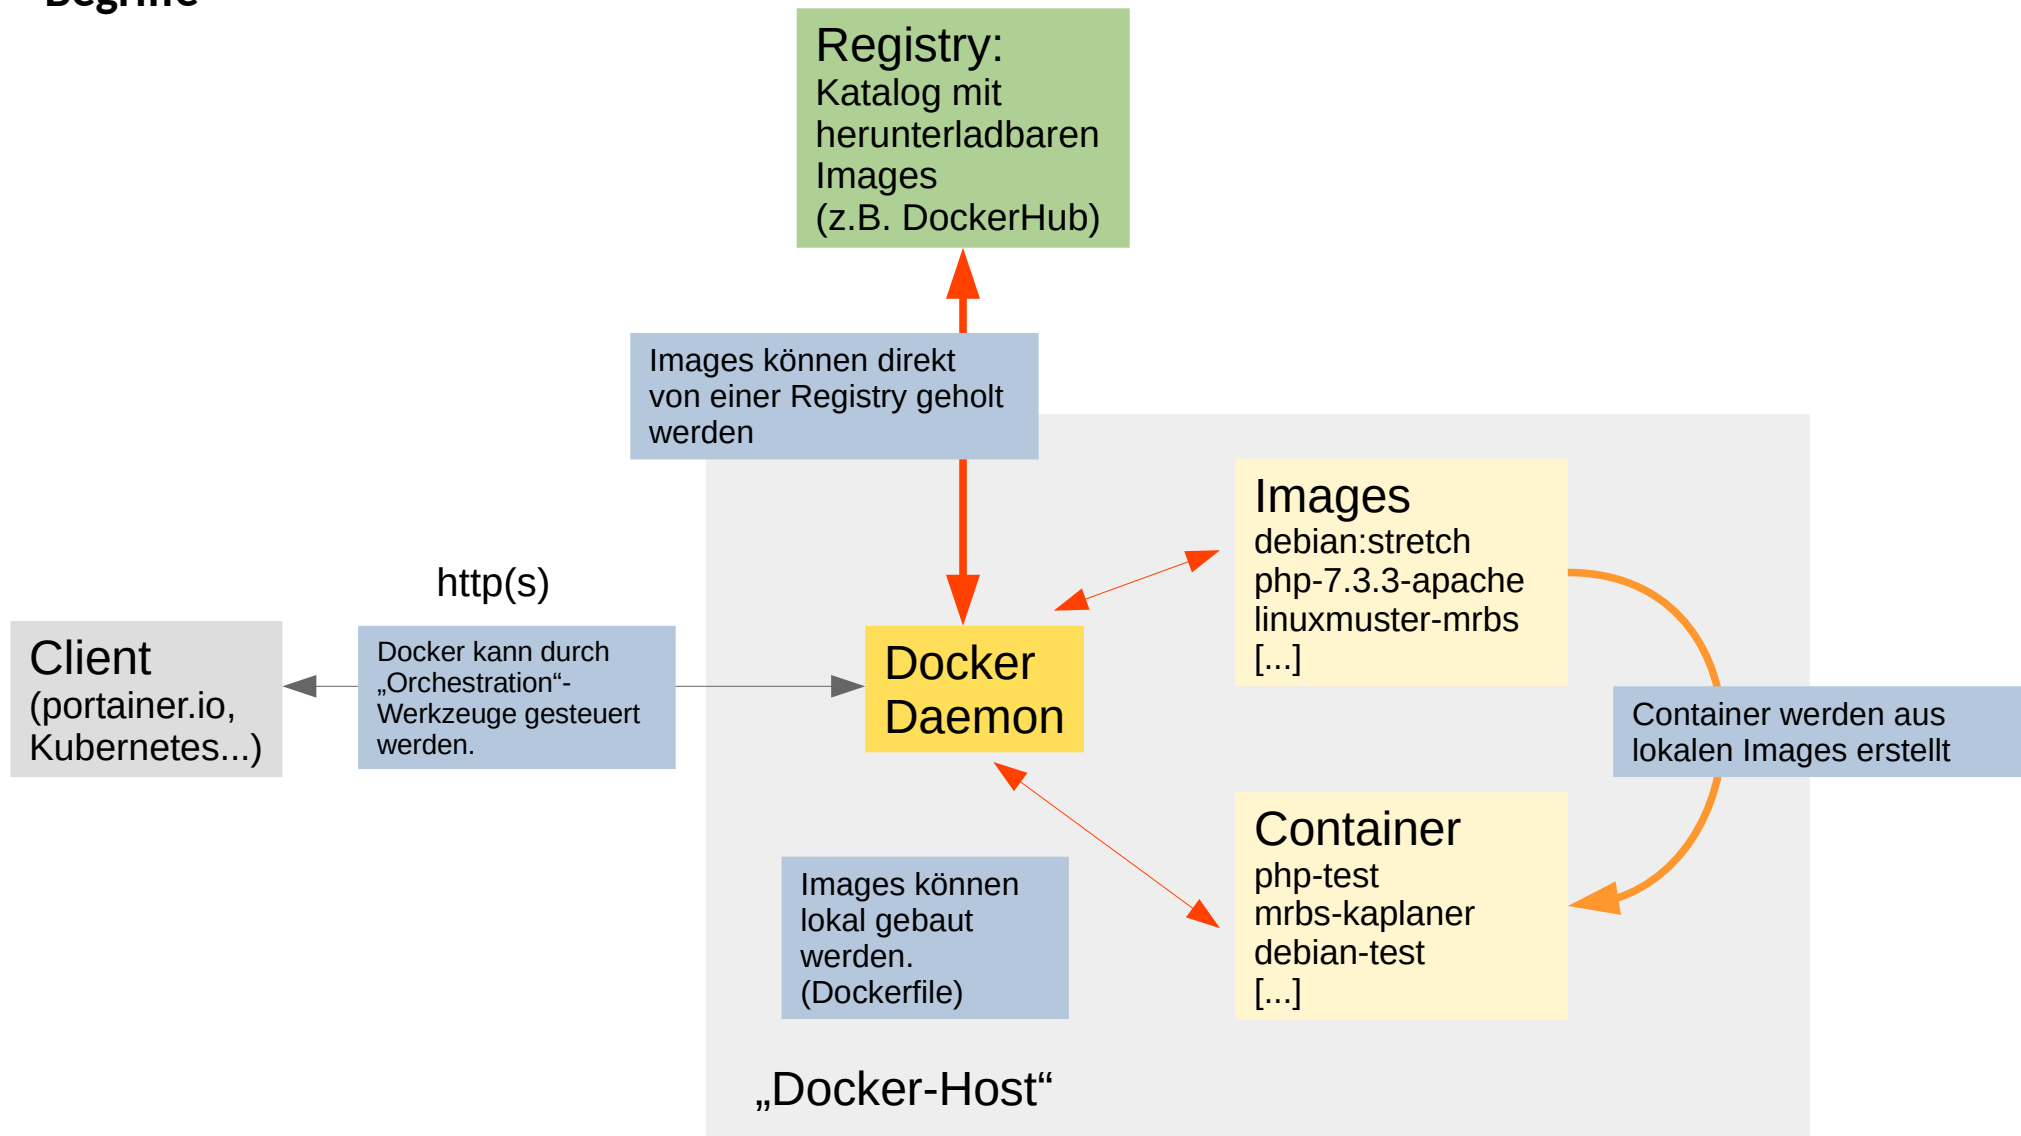 Begriffe
Registry:
Katalog mit
herunterladbaren
Images
(z.B. DockerHub)
Images können direkt
von einer Registry geholt
werden
Images
debian:stretch
php-7.3.3-apache
linuxmuster-mrbs
[...]
http(s)
Client
(portainer.io,
Kubernetes...)
Docker kann durch
„Orchestration“-
Werkzeuge gesteuert
werden.
Docker
Daemon
Container werden aus
lokalen Images erstellt
Container
php-test
mrbs-kaplaner
debian-test
[...]
Images können
lokal gebaut
werden.
(Dockerfile)
„Docker-Host“